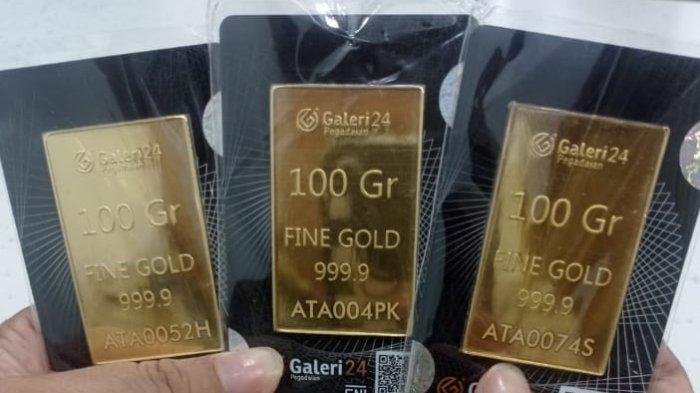 Galeri24
Pegadaian
100 Gr
FINE GOLD
999.9
ATA0052H
Galeri24
Pegadaian
100 Gr
FINE GOLD
999.9
ATA004PK
Galeri24
Pegadaian
100 Gr
FINE GOLD
999.9
ATA0074S
Galeri24
Pegadaian